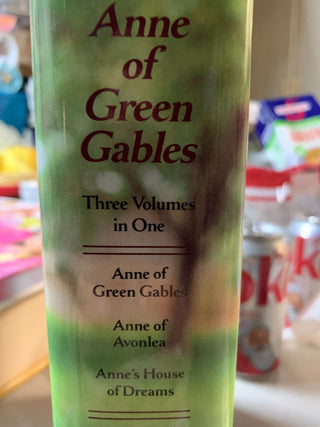 Anne
of
Green
Gables
Three Volumes
in One
Anne of
Green Gables
Anne of
Avonlea
Anne's House
of Dreams